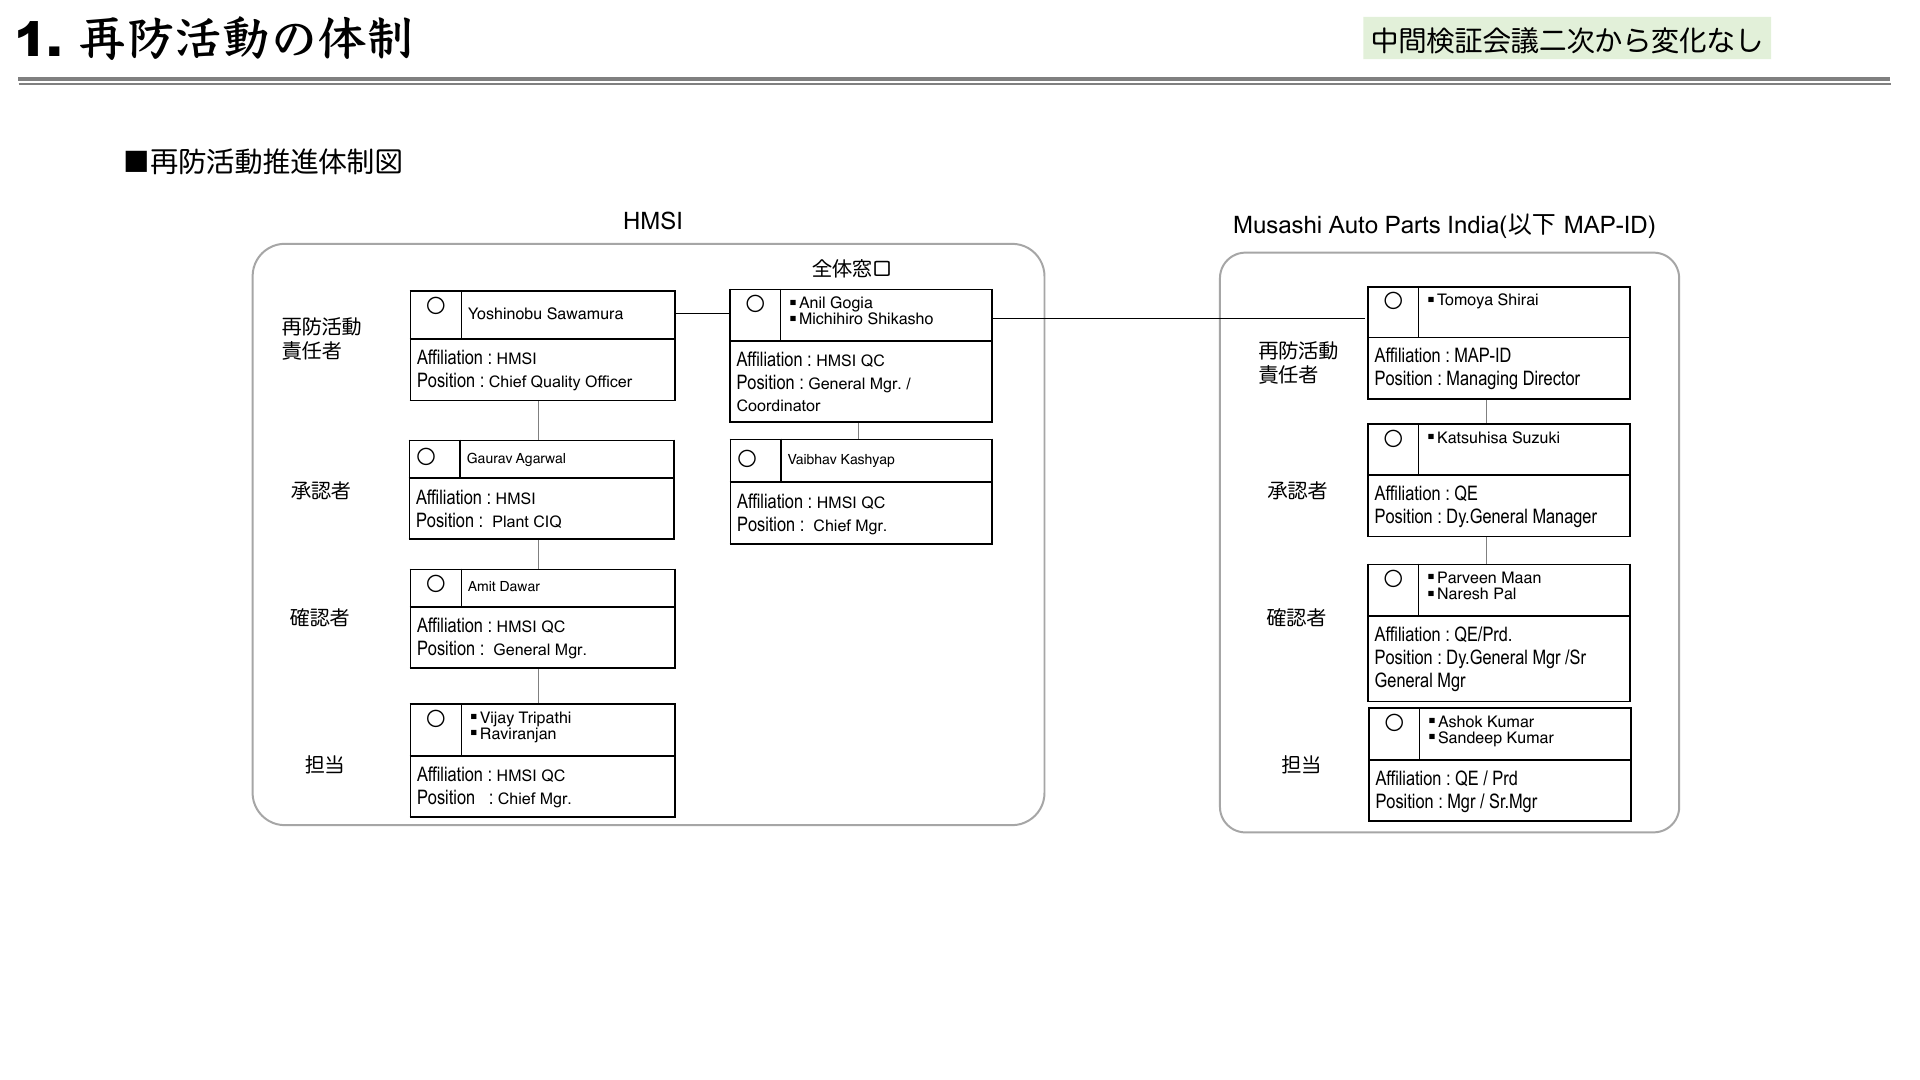 1. 再防活動の体制
中間検証会議二次から変化なし
■再防活動推進体制図
HMSI
全体窓口
再防活動
責任者
○
Yoshinobu Sawamura
Affiliation : HMSI
Position : Chief Quality Officer
○
▪Anil Gogia
▪Michihiro Shikasho
Affiliation : HMSI QC
Position : General Mgr. /
Coordinator
承認者
○
Gaurav Agarwal
Affiliation : HMSI
Position : Plant CIQ
○
Vaibhav Kashyap
Affiliation : HMSI QC
Position : Chief Mgr.
確認者
○
Amit Dawar
Affiliation : HMSI QC
Position : General Mgr.
担当
○
▪Vijay Tripathi
▪Raviranjan
Affiliation : HMSI QC
Position : Chief Mgr.
Musashi Auto Parts India(以下 MAP-ID)
再防活動
責任者
○
▪Tomoya Shirai
Affiliation : MAP-ID
Position : Managing Director
承認者
○
▪Katsuhisa Suzuki
Affiliation : QE
Position : Dy.General Manager
確認者
○
▪Parveen Maan
▪Naresh Pal
Affiliation : QE/Prd.
Position : Dy.General Mgr /Sr
General Mgr
担当
○
▪Ashok Kumar
▪Sandeep Kumar
Affiliation : QE / Prd
Position : Mgr / Sr.Mgr